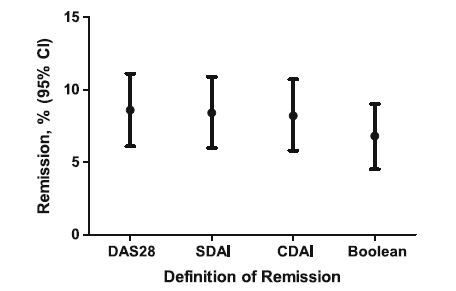 15
10
5
0
Remission, % (95% CI)
DAS28 SDAI CDAI Boolean
Definition of Remission